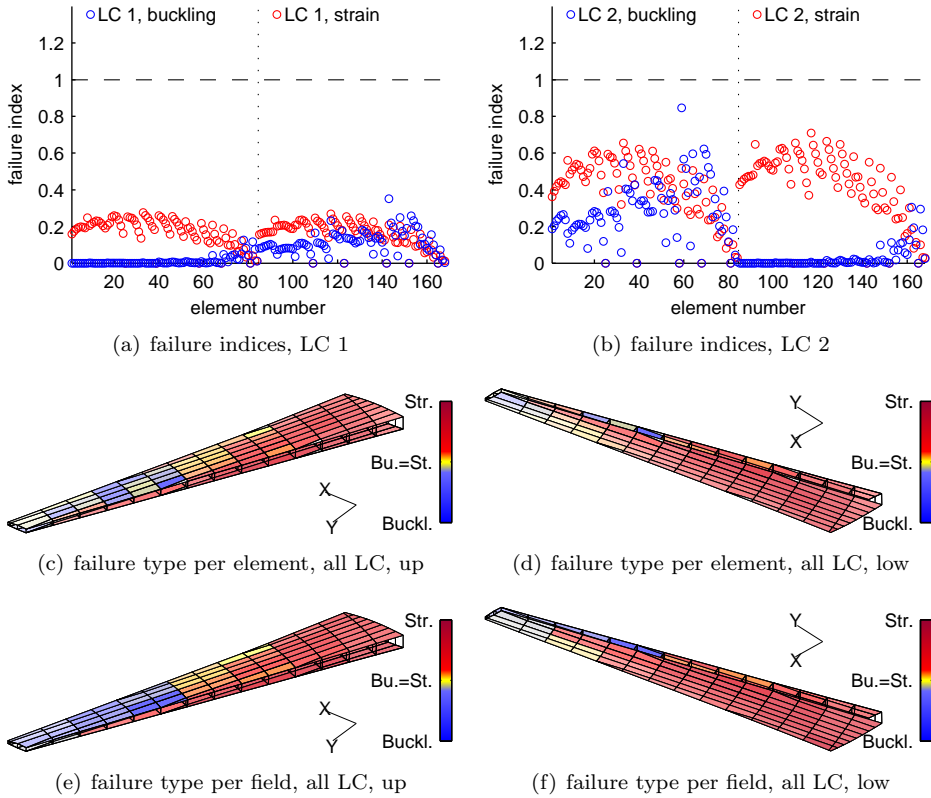 LC 1, buckling LC 1, strain
1.2
1
0.8
0.6
0.4
0.2
0
failure index
20 40 60 80 100 120 140 160
element number
(a) failure indices, LC 1
LC 2, buckling LC 2, strain
1.2
1
0.8
0.6
0.4
0.2
0
failure index
20 40 60 80 100 120 140 160
element number
(b) failure indices, LC 2
X
Y
Str.
Bu.=St.
Buckl.
(c) failure type per element, all LC, up
Y
X
Str.
Bu.=St.
Buckl.
(d) failure type per element, all LC, low
X
Y
Str.
Bu.=St.
Buckl.
(e) failure type per field, all LC, up
Y
X
Str.
Bu.=St.
Buckl.
(f) failure type per field, all LC, low